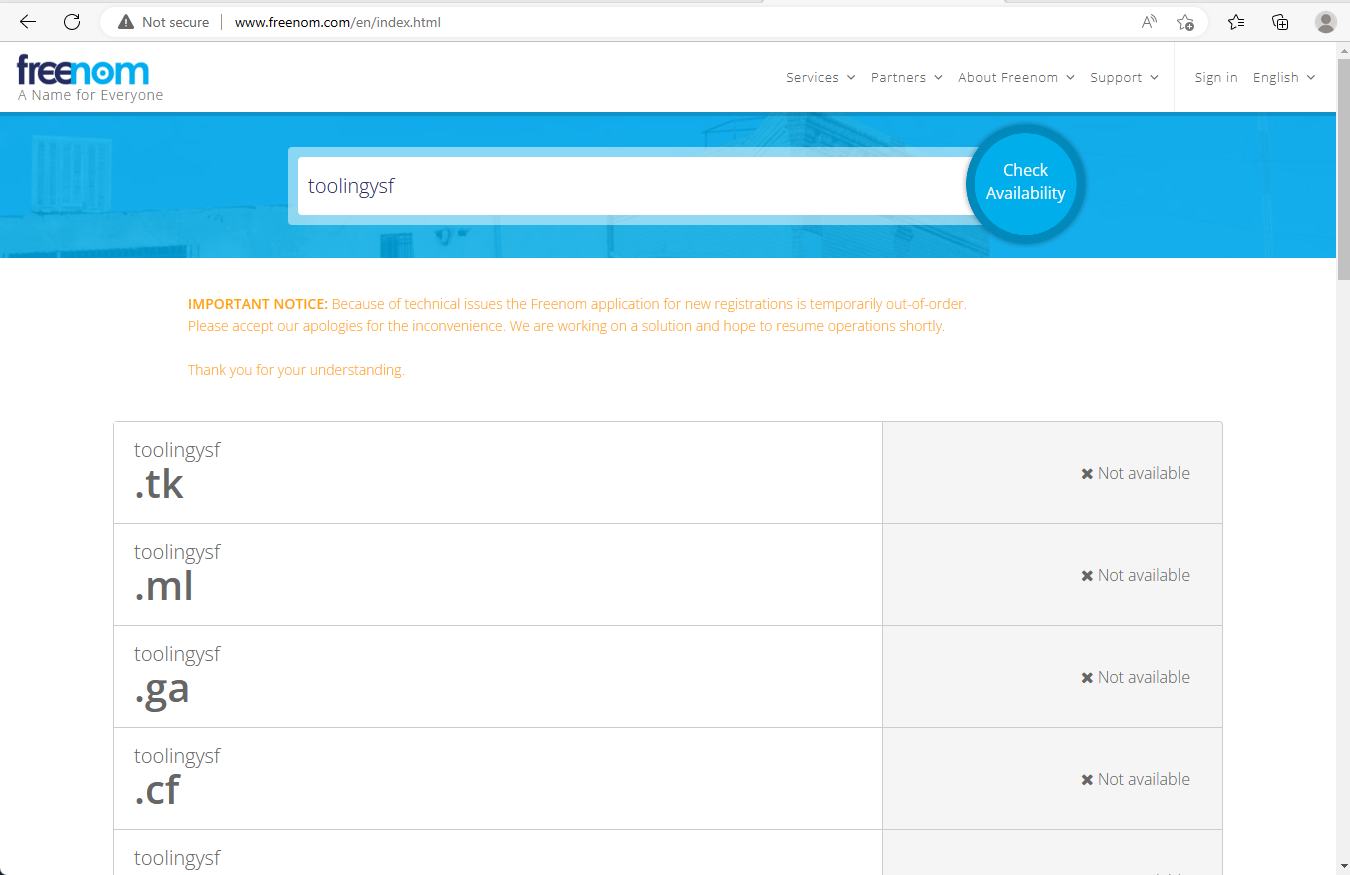 Not secure | www.freenom.com/en/index.html
freenom
A Name for Everyone
Services Partners About Freenom Support Sign in English
toolingysf
Check
Availability
IMPORTANT NOTICE: Because of technical issues the Freenom application for new registrations is temporarily out-of-order.
Please accept our apologies for the inconvenience. We are working on a solution and hope to resume operations shortly.
Thank you for your understanding.
toolingysf
.tk
✖ Not available
toolingysf
.ml
✖ Not available
toolingysf
.ga
✖ Not available
toolingysf
.cf
✖ Not available
toolingysf